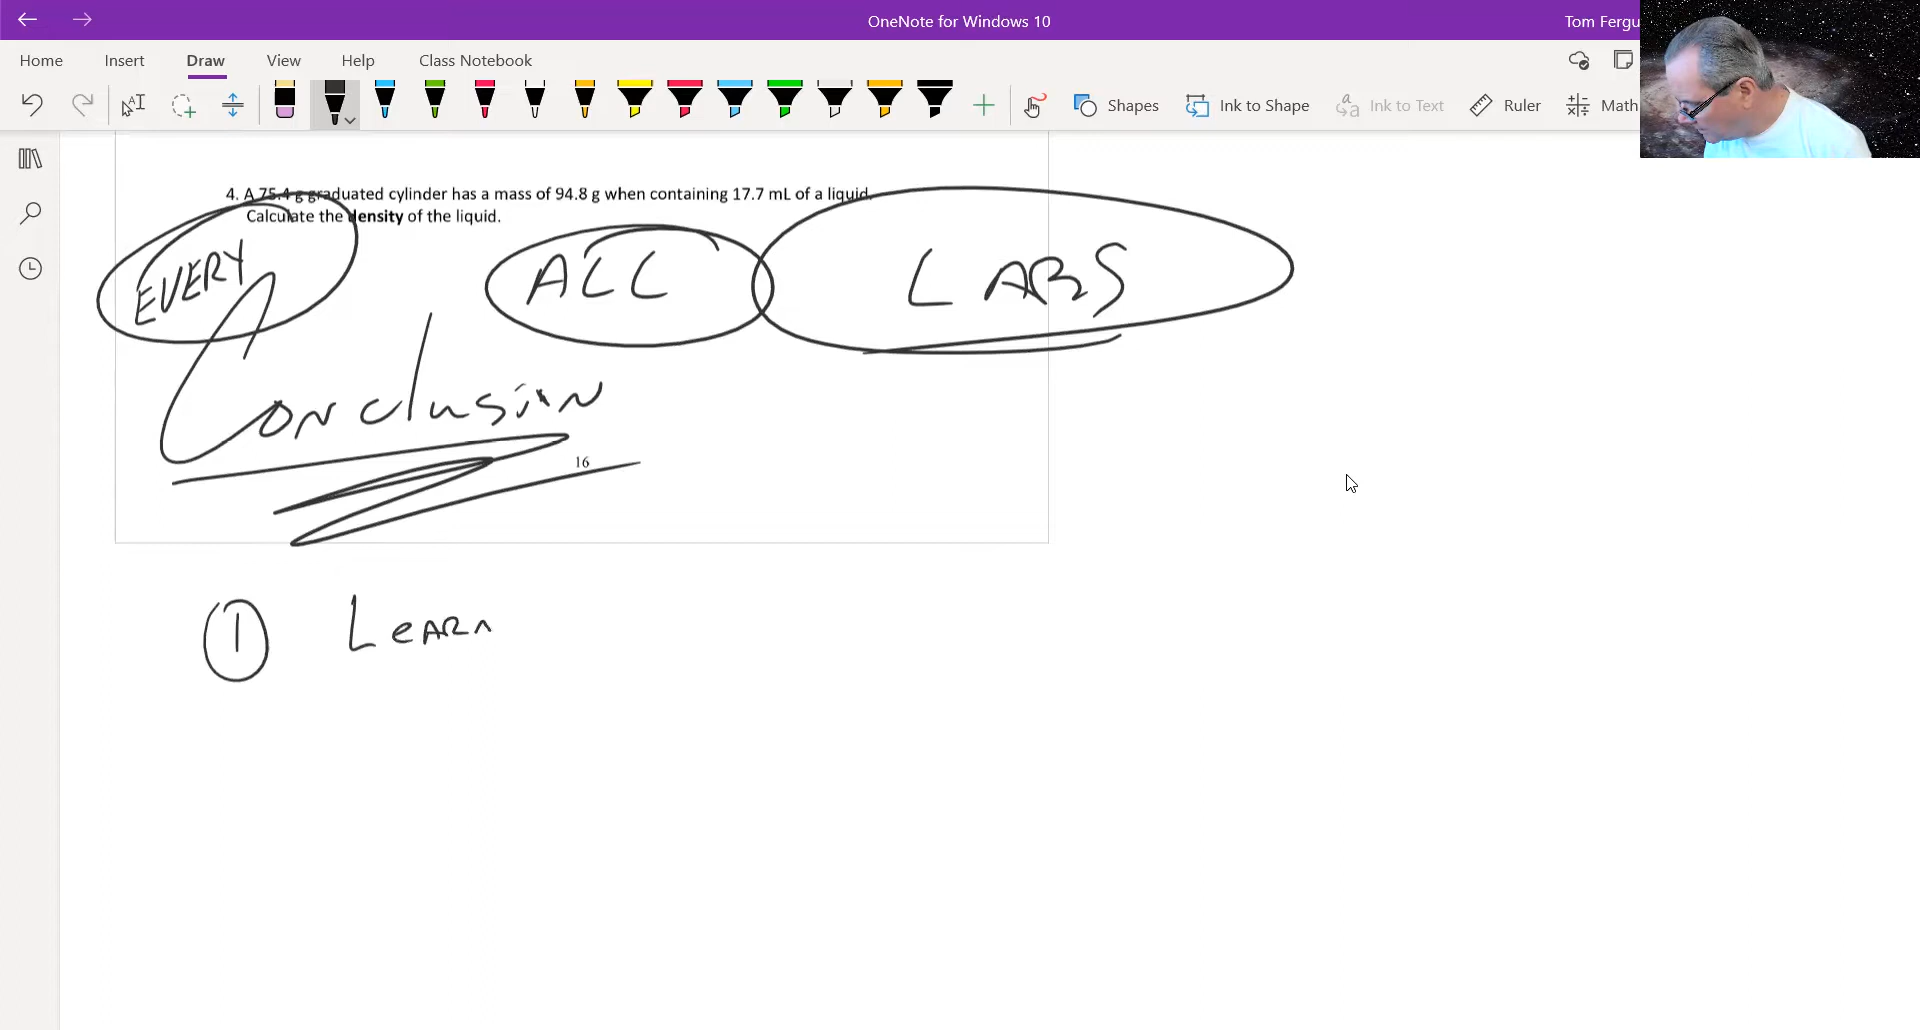 OneNote for Windows 10
Tom Fergu
Home Insert Draw View Help Class Notebook
Shapes Ink to Shape Ink to Text Ruler Math
4. A 75.4 g graduated cylinder has a mass of 94.8 g when containing 17.7 mL of a liquid.
Calculate the density of the liquid.
EVERY ALL LABS
Conclusion
16
1 Learn